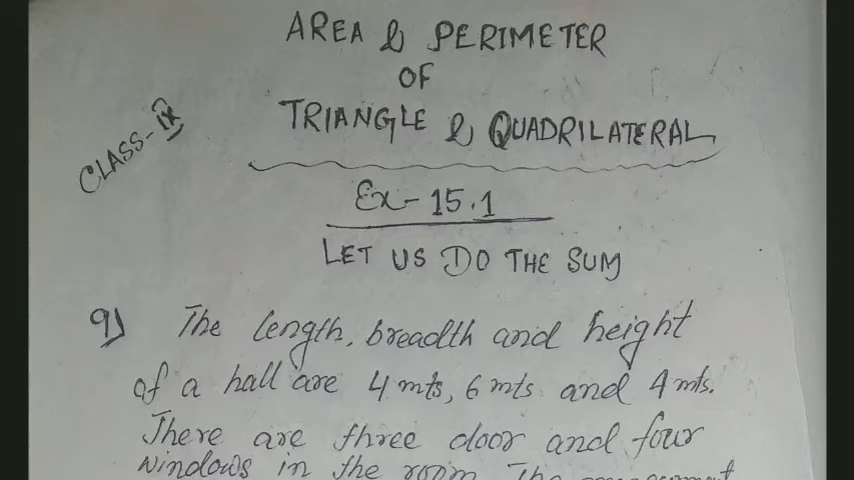 AREA & PERIMETER
OF
TRIANGLE & QUADRILATERAL
CLASS-IX
Ex-15.1
LET US DO THE SUM
9) The length, breadth and height
of a hall are 4 mts, 6 mts and 4 mts.
There are three door and four
windows in the room. The